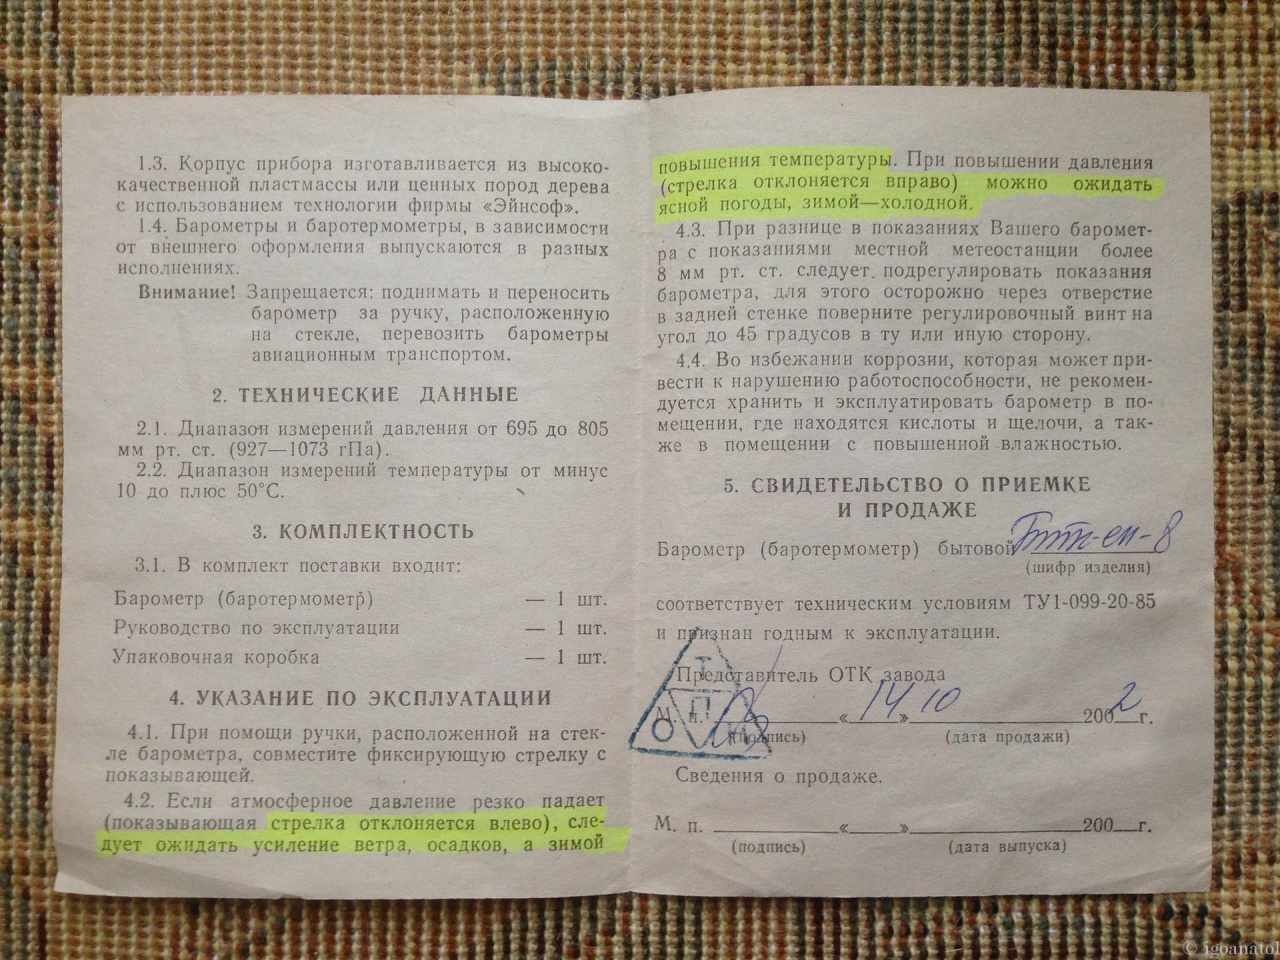 1.3. Корпус прибора изготавливается из высоко-
качественной пластмассы или ценных пород дерева
с использованием технологии фирмы «Эйнсоф».
1.4. Барометры и баротермометры, в зависимости
от внешнего оформления выпускаются в разных
исполнениях.
Внимание! Запрещается: поднимать и переносить
барометр за ручку, расположенную
на стекле, перевозить барометры
авиационным транспортом.
2. ТЕХНИЧЕСКИЕ ДАННЫЕ
2.1. Диапазон измерений давления от 695 до 805
мм рт. ст. (927—1073 гПа).
2.2. Диапазон измерений температуры от минус
10 до плюс 50°С.
3. КОМПЛЕКТНОСТЬ
3.1. В комплект поставки входит:
Барометр (баротермометр) — 1 шт.
Руководство по эксплуатации — 1 шт.
Упаковочная коробка — 1 шт.
4. УКАЗАНИЕ ПО ЭКСПЛУАТАЦИИ
4.1. При помощи ручки, расположенной на стек-
ле барометра, совместите фиксирующую стрелку с
показывающей.
4.2. Если атмосферное давление резко падает
(показывающая стрелка отклоняется влево), сле-
дует ожидать усиление ветра, осадков, а зимой
повышения температуры. При повышении давления
(стрелка отклоняется вправо) можно ожидать
ясной погоды, зимой—холодной.
4.3. При разнице в показаниях Вашего баромет-
ра с показаниями местной метеостанции более
8 мм рт. ст. следует подрегулировать показания
барометра, для этого осторожно через отверстие
в задней стенке поверните регулировочный винт на
угол до 45 градусов в ту или иную сторону.
4.4. Во избежании коррозии, которая может при-
вести к нарушению работоспособности, не рекомен-
дуется хранить и эксплуатировать барометр в по-
мещении, где находятся кислоты и щелочи, а так-
же в помещении с повышенной влажностью.
5. СВИДЕТЕЛЬСТВО О ПРИЕМКЕ
И ПРОДАЖЕ
Барометр (баротермометр) бытовой
(шифр изделия)
соответствует техническим условиям ТУ1-099-20-85
и признан годным к эксплуатации.
Представитель ОТК завода
М. п. «14» 10 2002 г.
(подпись) (дата продажи)
Т
О П
Сведения о продаже.
М. п. « » 200 г.
(подпись) (дата выпуска)
© igoanatol